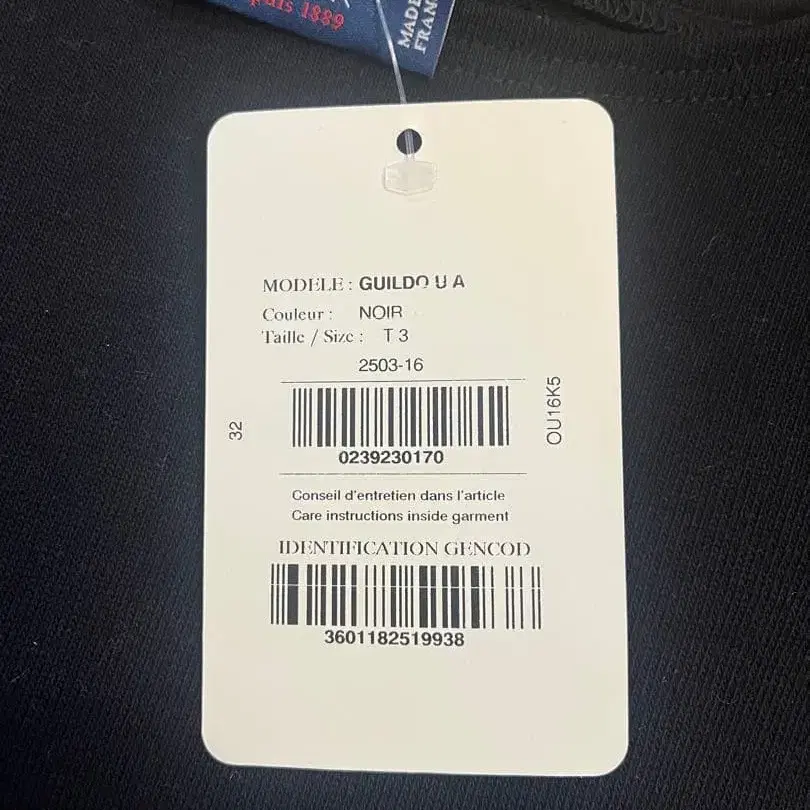 puis 1889
MADE
FRAN
MODELE : GUILDO U A
Couleur : NOIR
Taille / Size : T 3
2503-16
32
OU16K5
0239230170
Conseil d'entretien dans l'article
Care instructions inside garment
IDENTIFICATION GENCOD
3601182519938